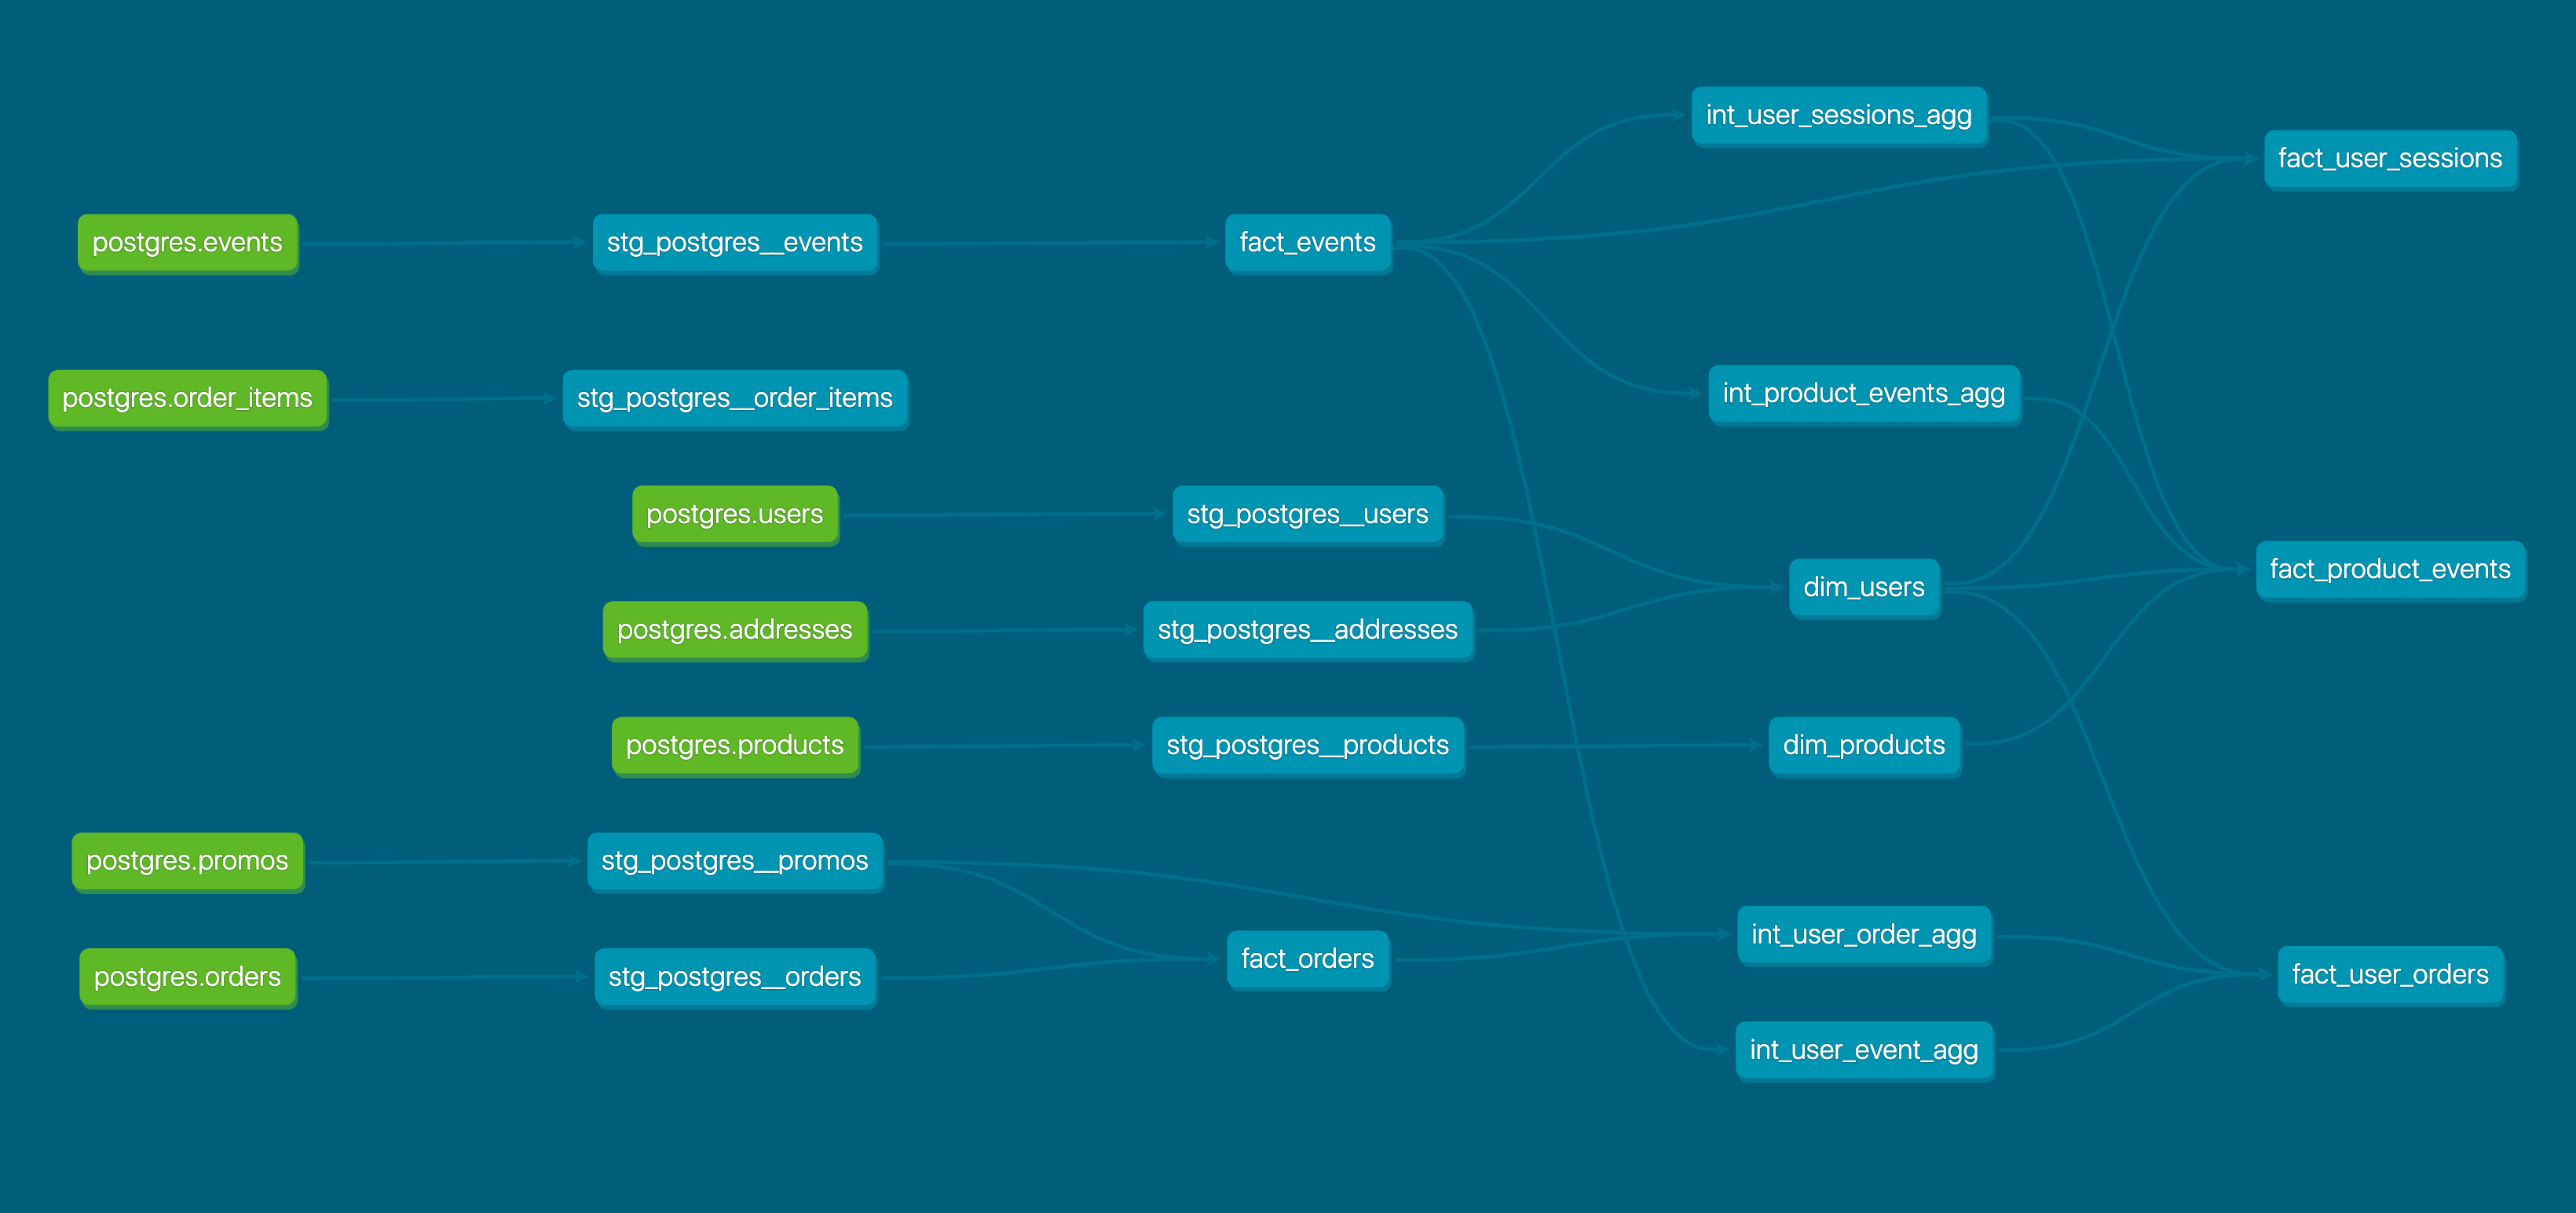 int_user_sessions_agg
fact_user_sessions
postgres.events
stg_postgres__events
fact_events
postgres.order_items
stg_postgres__order_items
int_product_events_agg
postgres.users
stg_postgres__users
dim_users
fact_product_events
postgres.addresses
stg_postgres__addresses
postgres.products
stg_postgres__products
dim_products
postgres.promos
stg_postgres__promos
int_user_order_agg
postgres.orders
stg_postgres__orders
fact_orders
fact_user_orders
int_user_event_agg